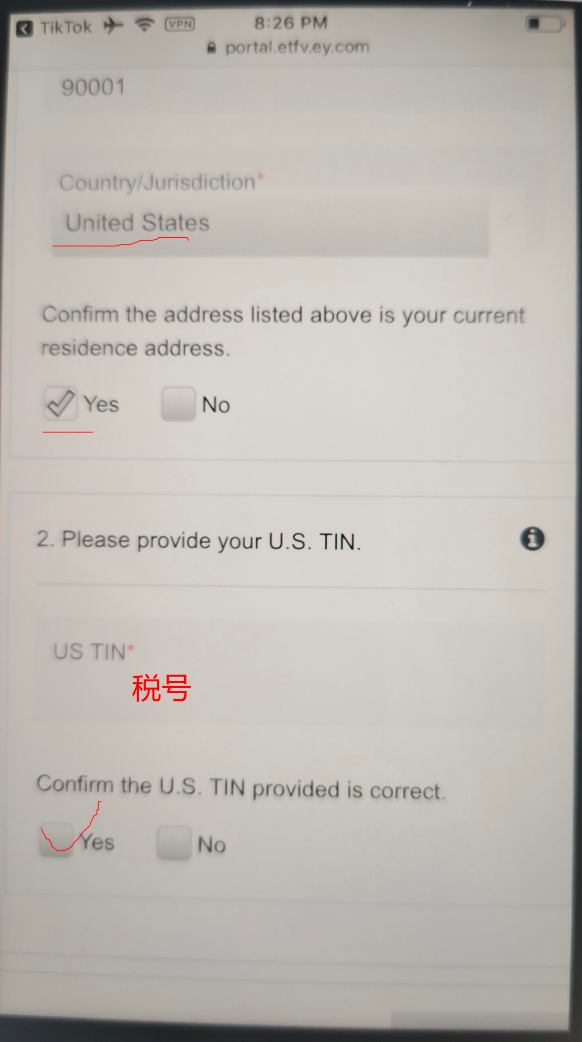 TikTok VPN 8:26 PM
portal.etfv.ey.com
90001
Country/Jurisdiction*
United States
Confirm the address listed above is your current
residence address.
Yes No
2. Please provide your U.S. TIN.
US TIN*
税号
Confirm the U.S. TIN provided is correct.
Yes No